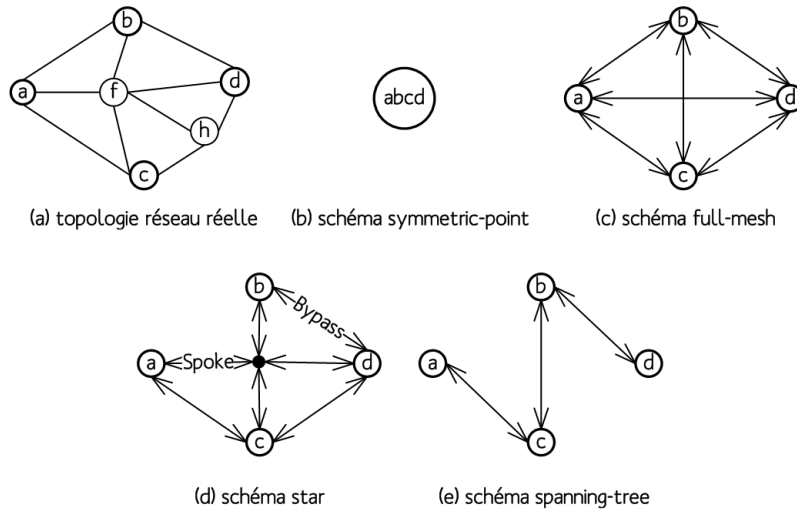 b
a
f
d
h
c
(a) topologie réseau réelle
abcd
(b) schéma symmetric-point
b
a
d
c
(c) schéma full-mesh
b
Bypass
a
Spoke
d
c
(d) schéma star
b
a
d
c
(e) schéma spanning-tree